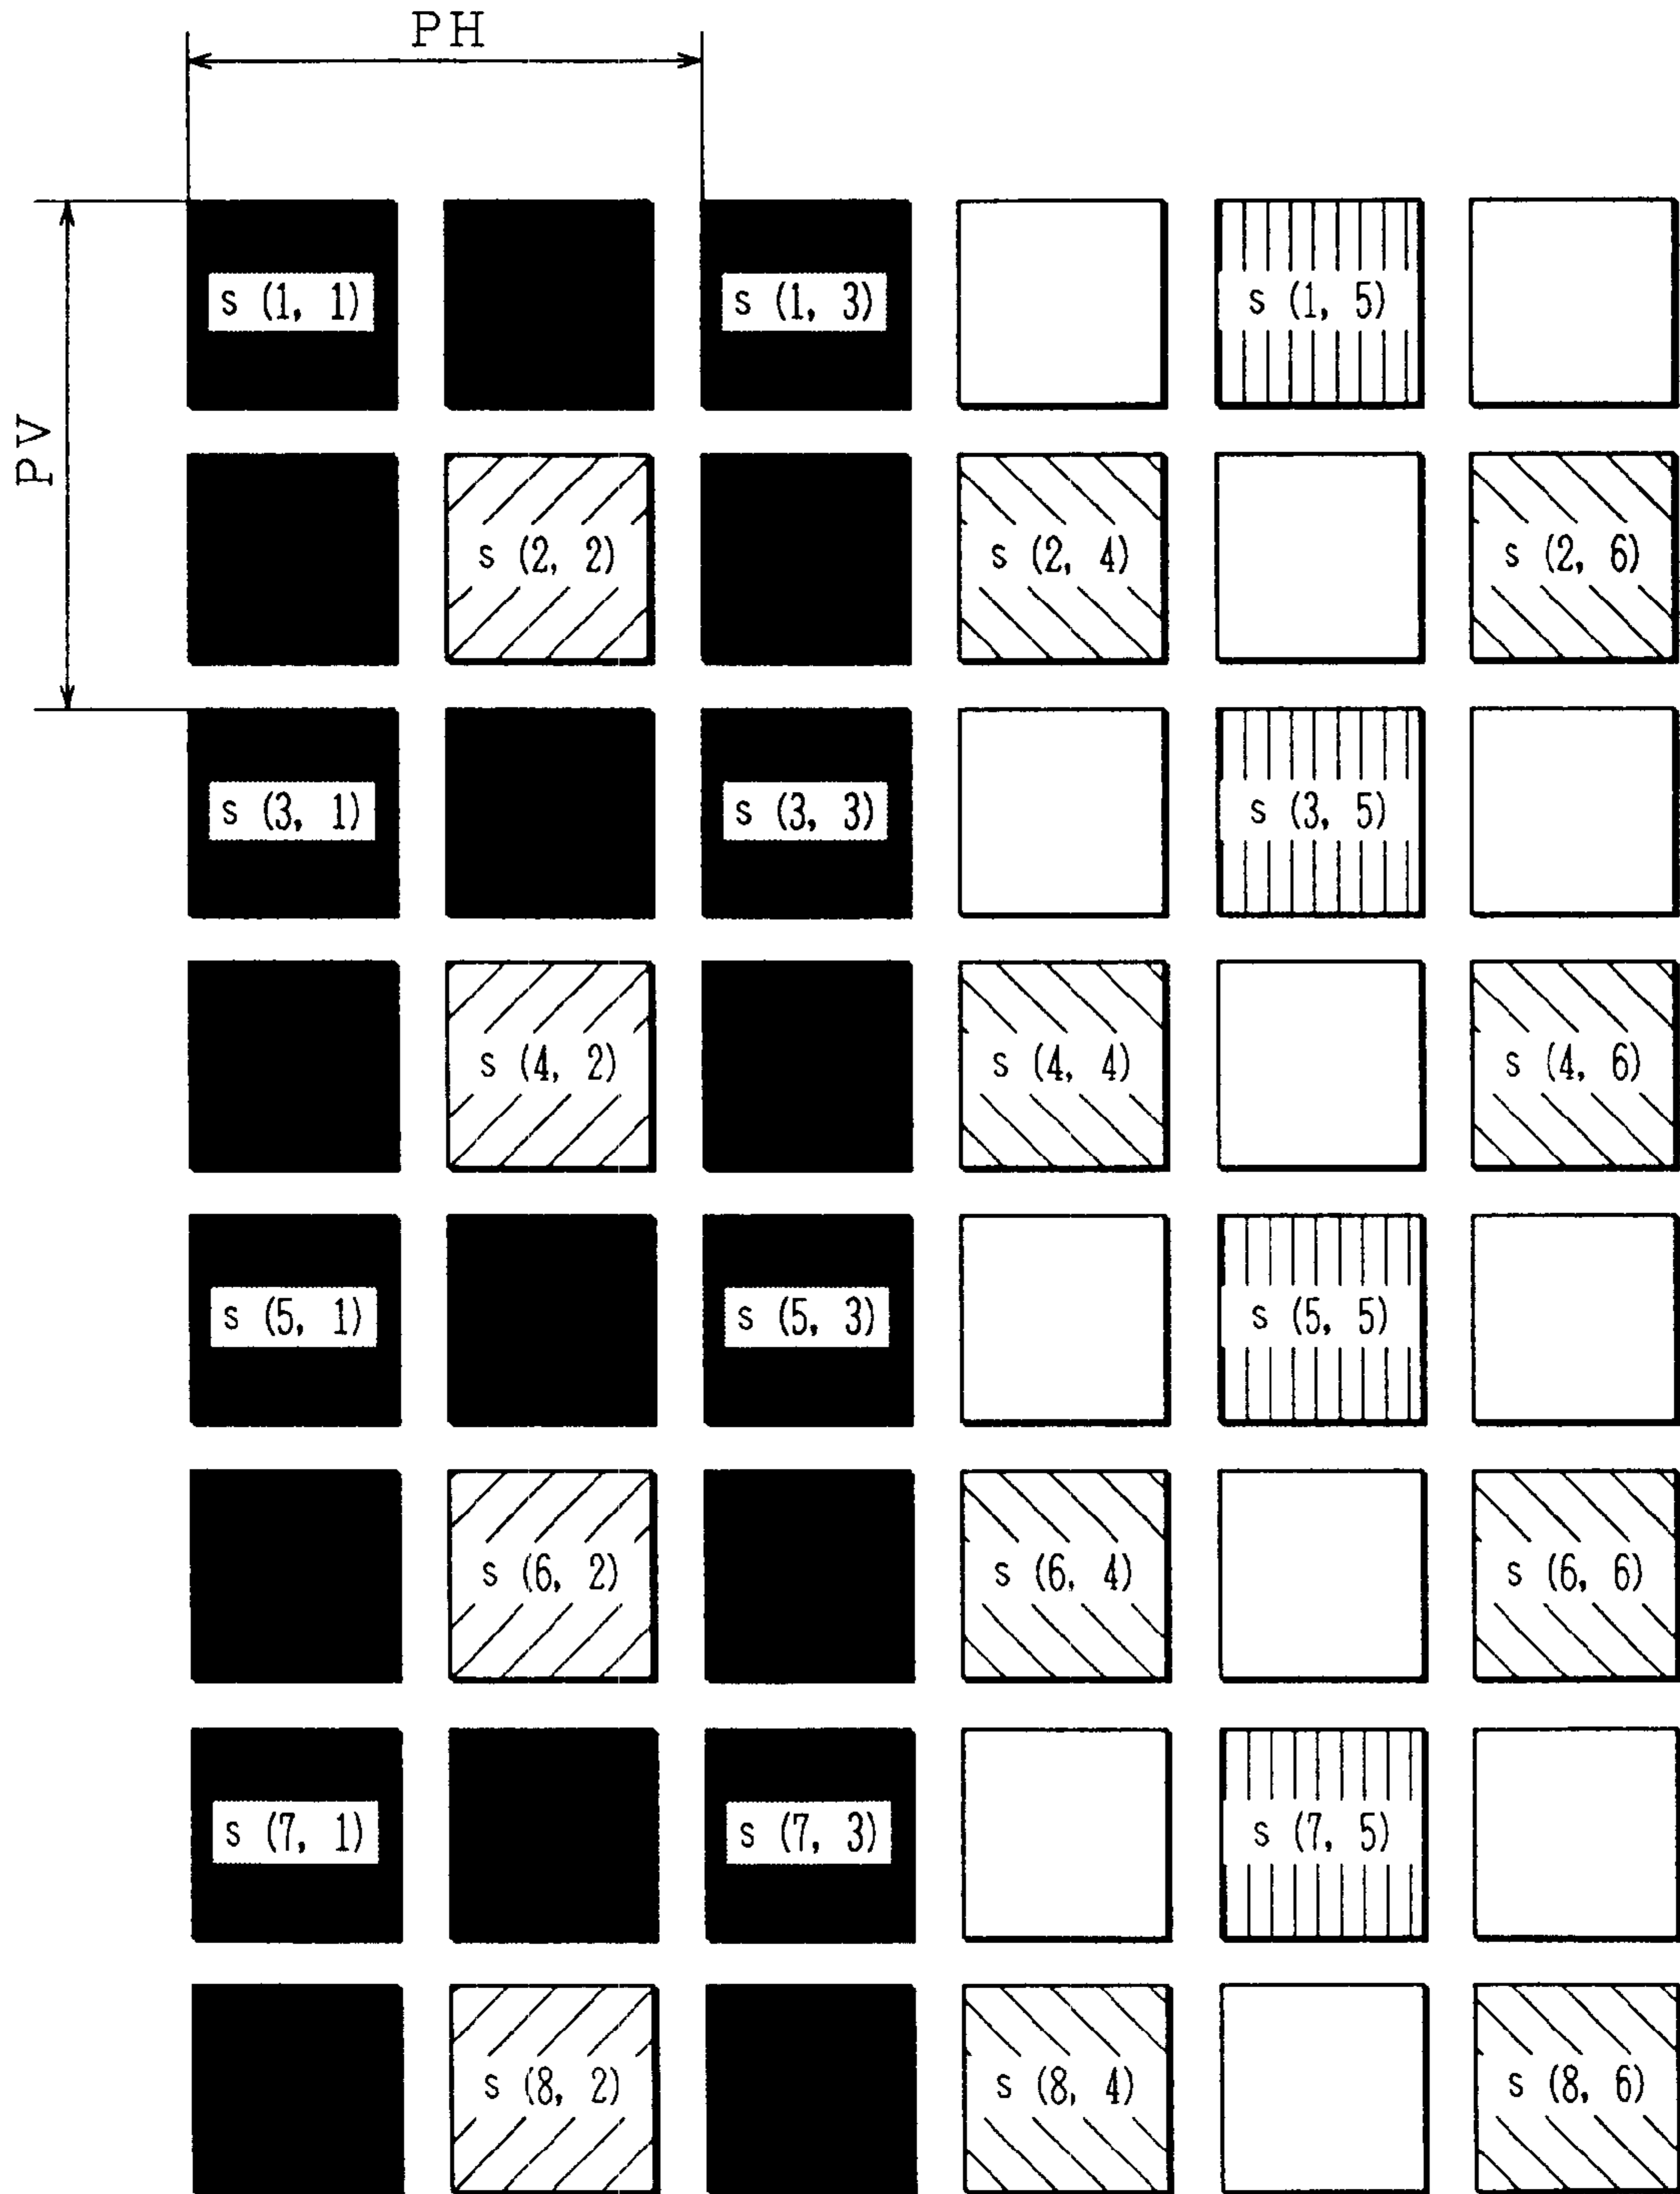 PH
PV
s (1, 1) s (1, 3) s (1, 5)
s (2, 2) s (2, 4) s (2, 6)
s (3, 1) s (3, 3) s (3, 5)
s (4, 2) s (4, 4) s (4, 6)
s (5, 1) s (5, 3) s (5, 5)
s (6, 2) s (6, 4) s (6, 6)
s (7, 1) s (7, 3) s (7, 5)
s (8, 2) s (8, 4) s (8, 6)